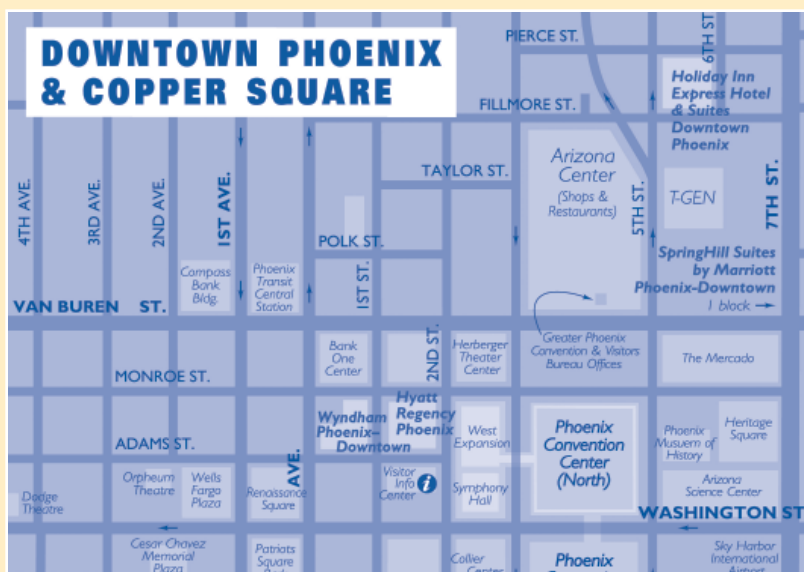 DOWNTOWN PHOENIX
& COPPER SQUARE
PIERCE ST.
6TH ST.
Holiday Inn
Express Hotel
& Suites
Downtown
Phoenix
FILLMORE ST.
Arizona
Center
(Shops &
Restaurants)
TAYLOR ST.
5TH ST.
T-GEN
7TH ST.
4TH AVE.
3RD AVE.
2ND AVE.
1ST AVE.
POLK ST.
1ST ST.
SpringHill Suites
by Marriott
Phoenix-Downtown
1 block
Compass
Bank
Bldg.
Phoenix
Transit
Central
Station
VAN BUREN ST.
Bank
One
Center
2ND ST.
Herberger
Theater
Center
Greater Phoenix
Convention & Visitors
Bureau Offices
The Mercado
MONROE ST.
Hyatt
Regency
Phoenix
Wyndham
Phoenix–
Downtown
West
Expansion
Phoenix
Convention
Center
(North)
Phoenix
Musuem of
History
Heritage
Square
ADAMS ST.
Orpheum
Theatre
Wells
Fargo
Plaza
AVE.
Renaissance
Square
Visitor
Info
Center
i
Symphony
Hall
Arizona
Science Center
Dodge
Theatre
WASHINGTON ST
Cesar Chavez
Memorial
Plaza
Patriots
Square
Collier
Center
Phoenix
Sky Harbor
International